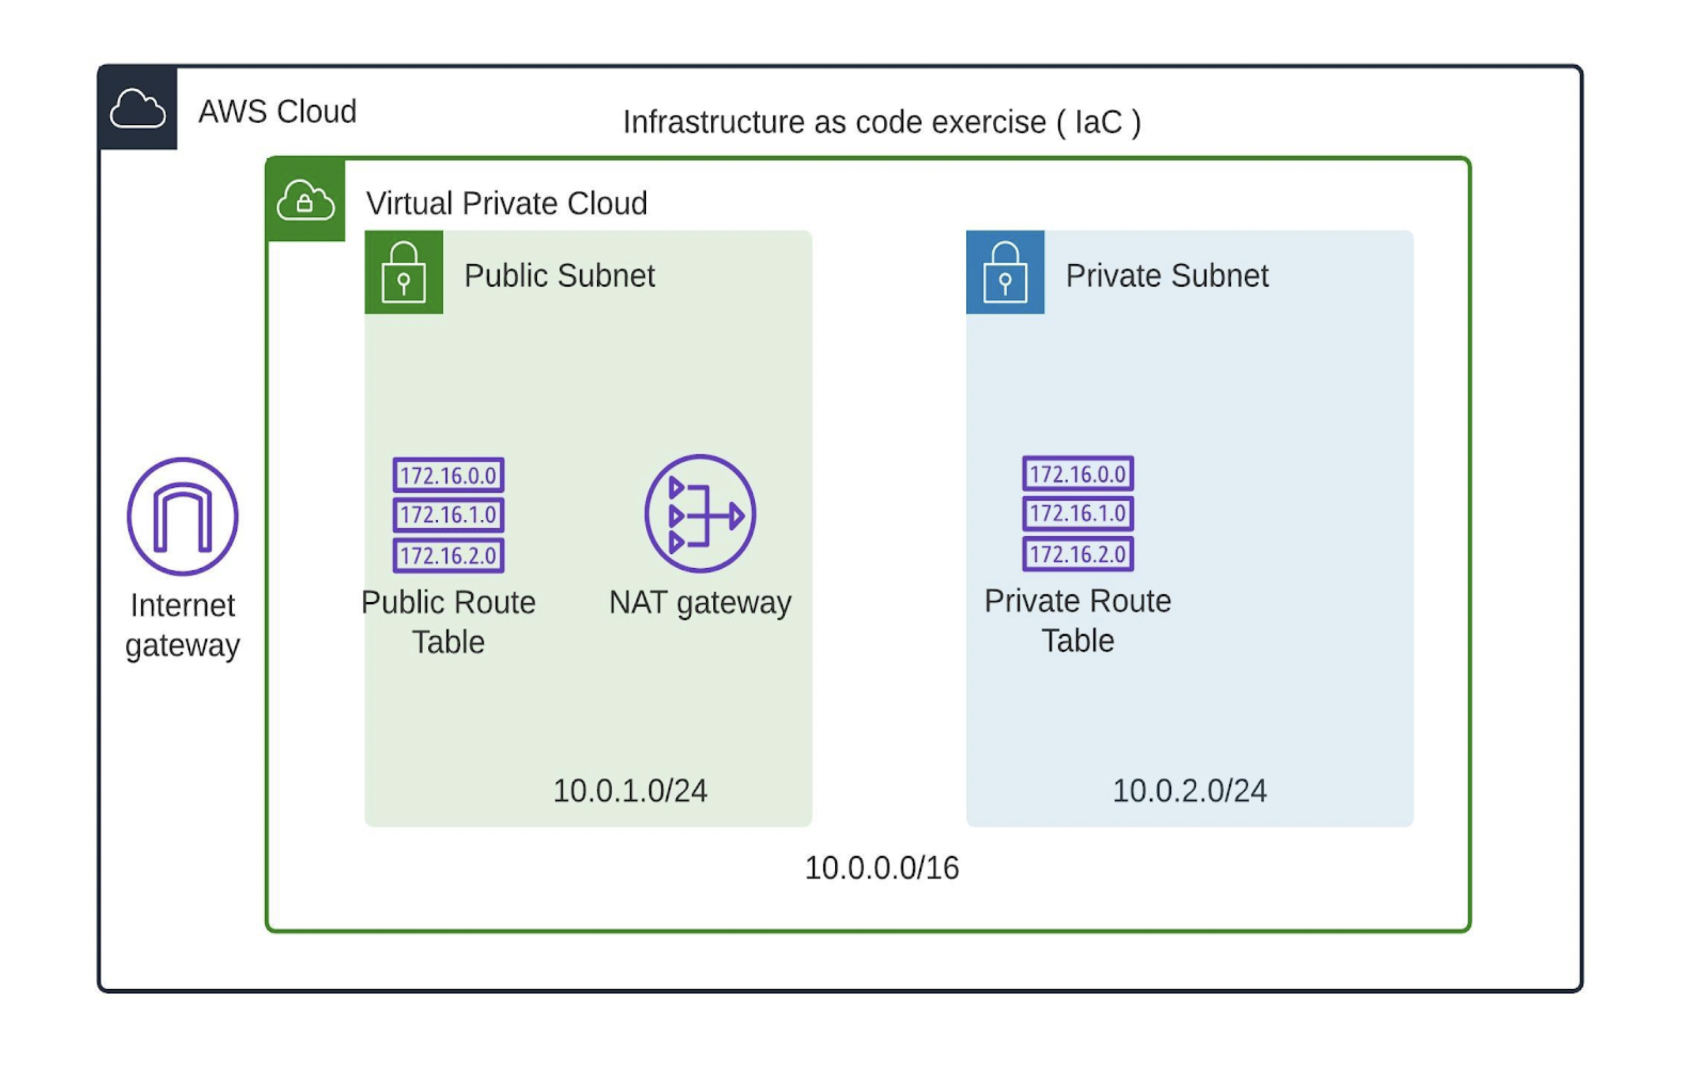 AWS Cloud
Infrastructure as code exercise ( IaC )
Virtual Private Cloud
Public Subnet
Private Subnet
172.16.0.0
172.16.1.0
172.16.2.0
172.16.0.0
172.16.1.0
172.16.2.0
Internet
gateway
Public Route
Table
NAT gateway
Private Route
Table
10.0.1.0/24
10.0.2.0/24
10.0.0.0/16